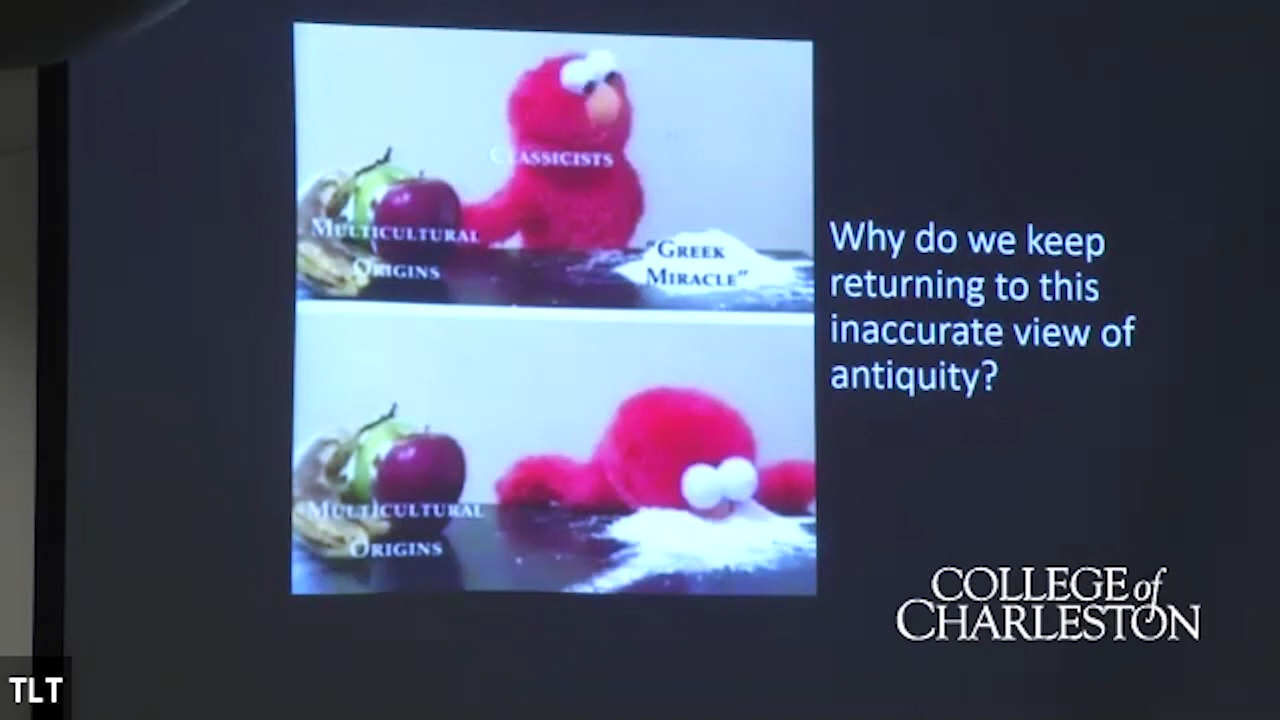 CLASSICISTS
MULTICULTURAL
ORIGINS
"GREEK
MIRACLE"
MULTICULTURAL
ORIGINS
Why do we keep
returning to this
inaccurate view of
antiquity?
COLLEGE of
CHARLESTON
TLT